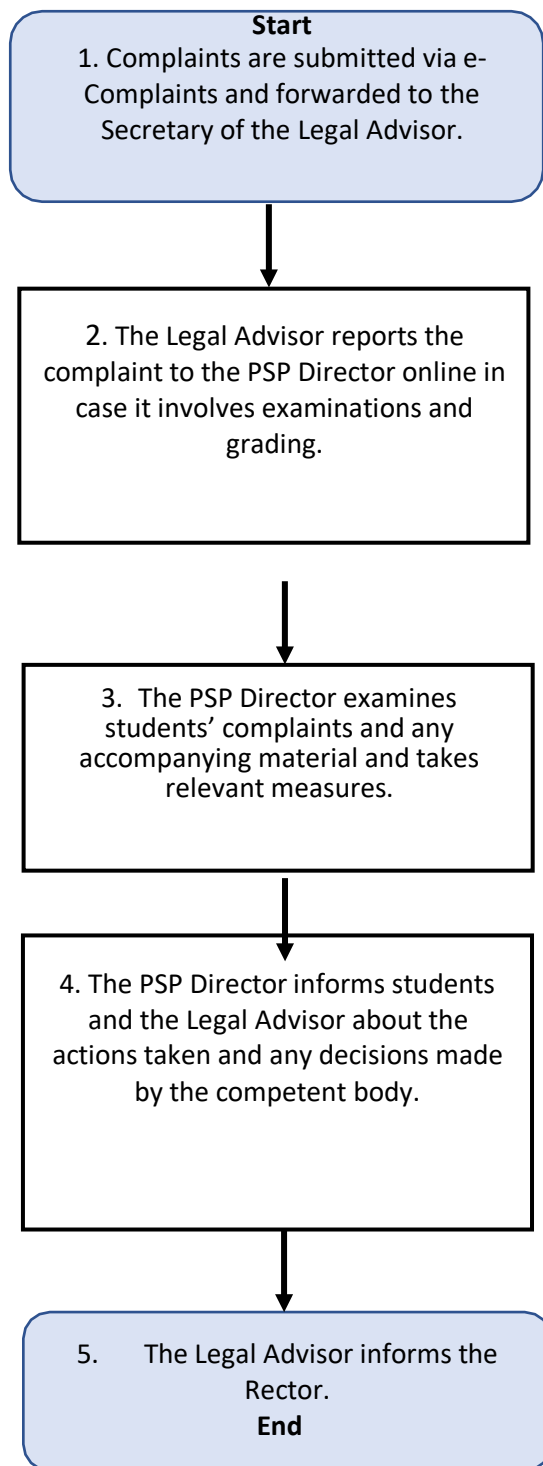 Start
1. Complaints are submitted via e-
Complaints and forwarded to the
Secretary of the Legal Advisor.
2. The Legal Advisor reports the
complaint to the PSP Director online in
case it involves examinations and
grading.
3. The PSP Director examines
students’ complaints and any
accompanying material and takes
relevant measures.
4. The PSP Director informs students
and the Legal Advisor about the
actions taken and any decisions made
by the competent body.
5. The Legal Advisor informs the
Rector.
End